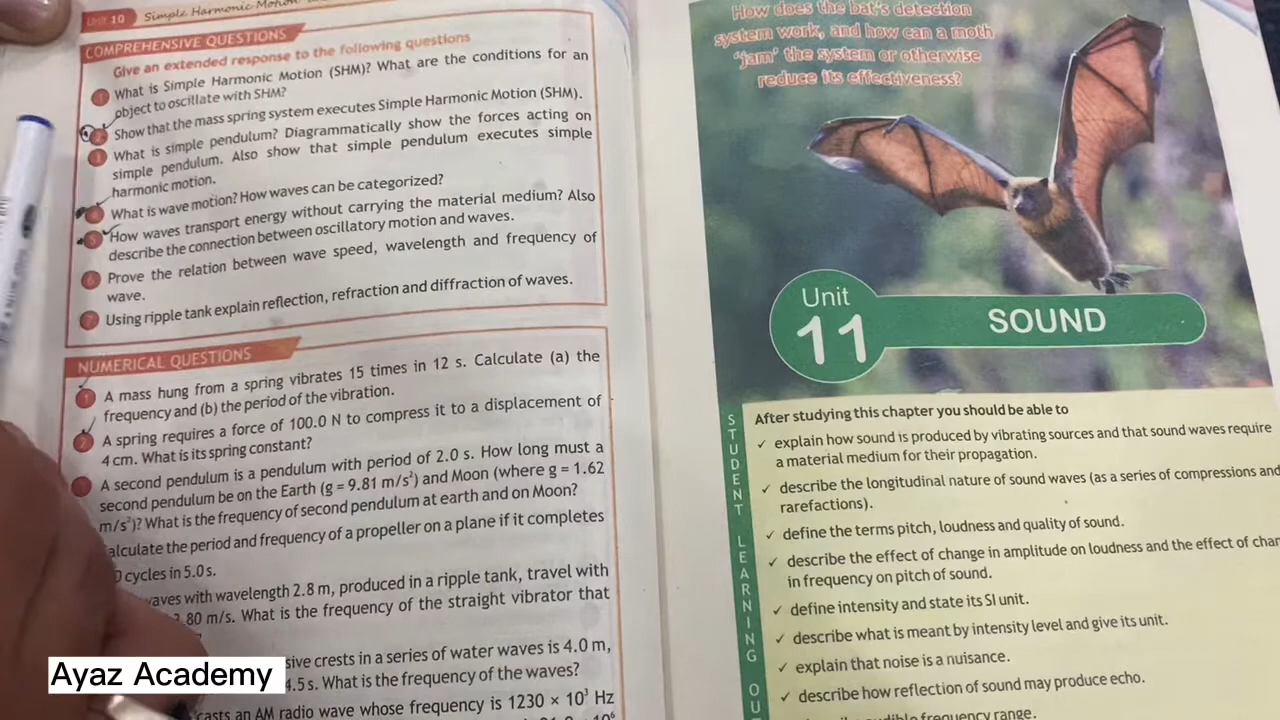 Unit 10 Simple Harmonic Motion
COMPREHENSIVE QUESTIONS
Give an extended response to the following questions
1 What is Simple Harmonic Motion (SHM)? What are the conditions for an
object to oscillate with SHM?
2 Show that the mass spring system executes Simple Harmonic Motion (SHM).
3 What is simple pendulum? Diagrammatically show the forces acting on
simple pendulum. Also show that simple pendulum executes simple
harmonic motion.
What is wave motion? How waves can be categorized?
5 How waves transport energy without carrying the material medium? Also
describe the connection between oscillatory motion and waves.
6 Prove the relation between wave speed, wavelength and frequency of
wave.
7 Using ripple tank explain reflection, refraction and diffraction of waves.
NUMERICAL QUESTIONS
1 A mass hung from a spring vibrates 15 times in 12 s. Calculate (a) the
frequency and (b) the period of the vibration.
2 A spring requires a force of 100.0 N to compress it to a displacement of
4 cm. What is its spring constant?
A second pendulum is a pendulum with period of 2.0 s. How long must a
second pendulum be on the Earth (g = 9.81 m/s²) and Moon (where g = 1.62
m/s²)? What is the frequency of second pendulum at earth and on Moon?
alculate the period and frequency of a propeller on a plane if it completes
cycles in 5.0 s.
waves with wavelength 2.8 m, produced in a ripple tank, travel with
80 m/s. What is the frequency of the straight vibrator that
sive crests in a series of water waves is 4.0 m,
4.5 s. What is the frequency of the waves?
casts an AM radio wave whose frequency is 1230 × 10³ Hz
Ayaz Academy
How does the bat's detection
system work, and how can a moth
'jam' the system or otherwise
reduce its effectiveness?
Unit
11
SOUND
STUDENT LEARNING OU
After studying this chapter you should be able to
✓ explain how sound is produced by vibrating sources and that sound waves require
a material medium for their propagation.
✓ describe the longitudinal nature of sound waves (as a series of compressions and
rarefactions).
✓ define the terms pitch, loudness and quality of sound.
✓ describe the effect of change in amplitude on loudness and the effect of chan
in frequency on pitch of sound.
✓ define intensity and state its SI unit.
✓ describe what is meant by intensity level and give its unit.
✓ explain that noise is a nuisance.
✓ describe how reflection of sound may produce echo.
frequency range.